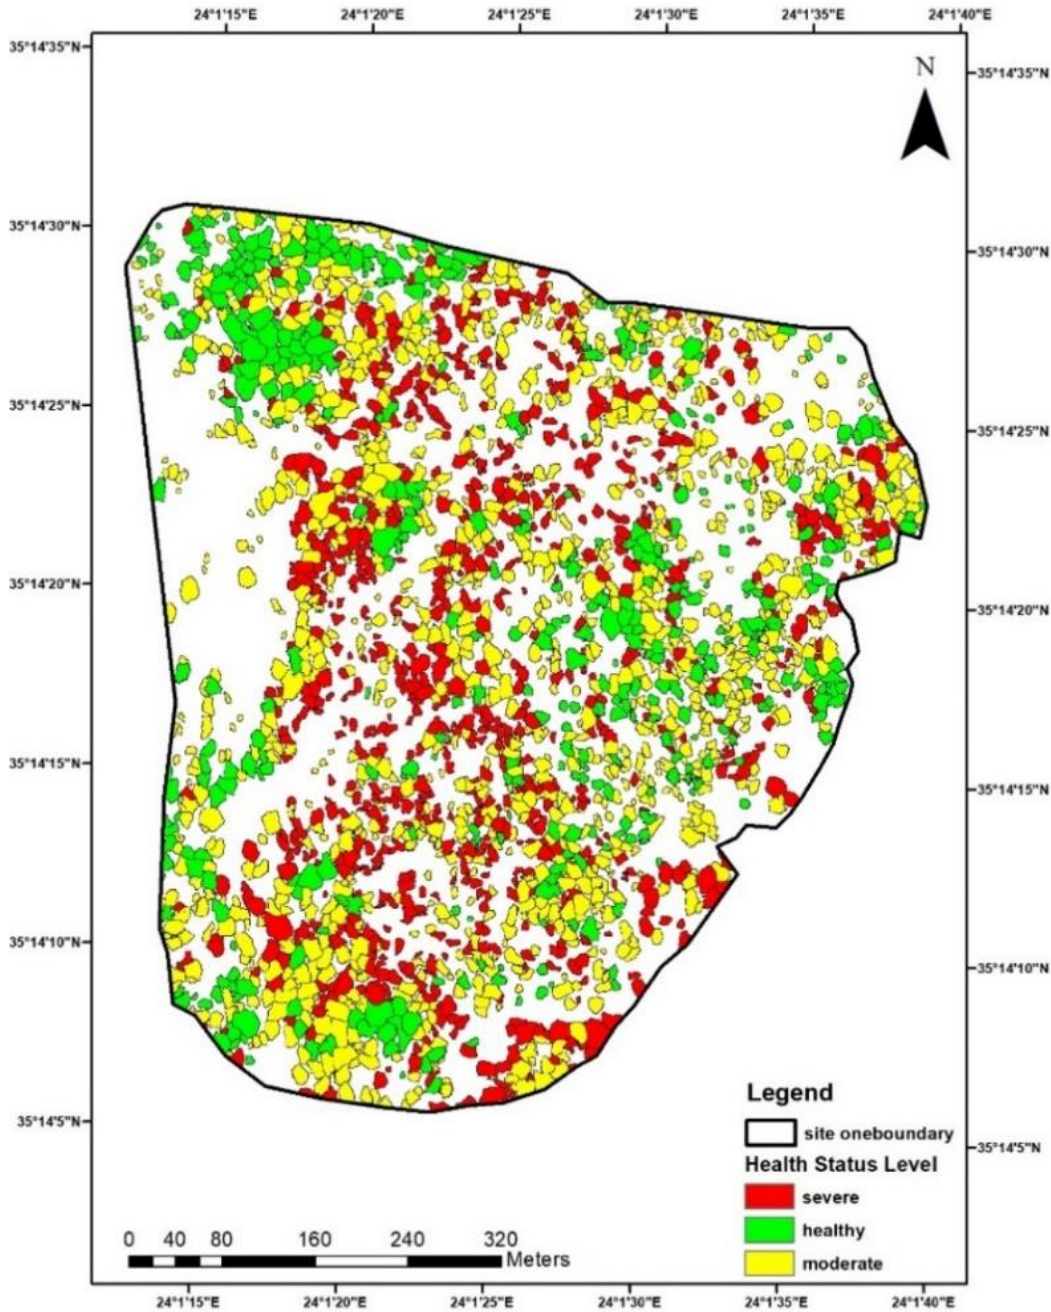 24°1'15"E 24°1'20"E 24°1'25"E 24°1'30"E 24°1'35"E 24°1'40"E
35°14'35"N
35°14'35"N
N
35°14'30"N
35°14'30"N
35°14'25"N
35°14'25"N
35°14'20"N
35°14'20"N
35°14'15"N
35°14'15"N
35°14'10"N
35°14'10"N
35°14'5"N
35°14'5"N
Legend
site oneboundary
Health Status Level
severe
healthy
moderate
0 40 80 160 240 320
Meters
24°1'15"E 24°1'20"E 24°1'25"E 24°1'30"E 24°1'35"E 24°1'40"E